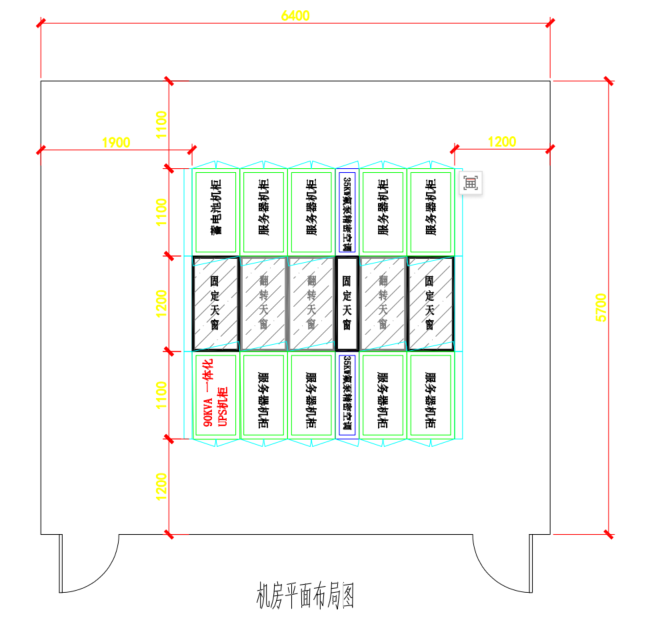 6400
1900
1100
1200
蓄电池机柜
服务器机柜
服务器机柜
35KW氟泵精密空调
服务器机柜
服务器机柜
1100
固定天窗
翻转天窗
翻转天窗
固定天窗
翻转天窗
固定天窗
1200
5700
90KVA 一体化
UPS机柜
服务器机柜
服务器机柜
35KW氟泵精密空调
服务器机柜
服务器机柜
1100
1200
机房平面布局图